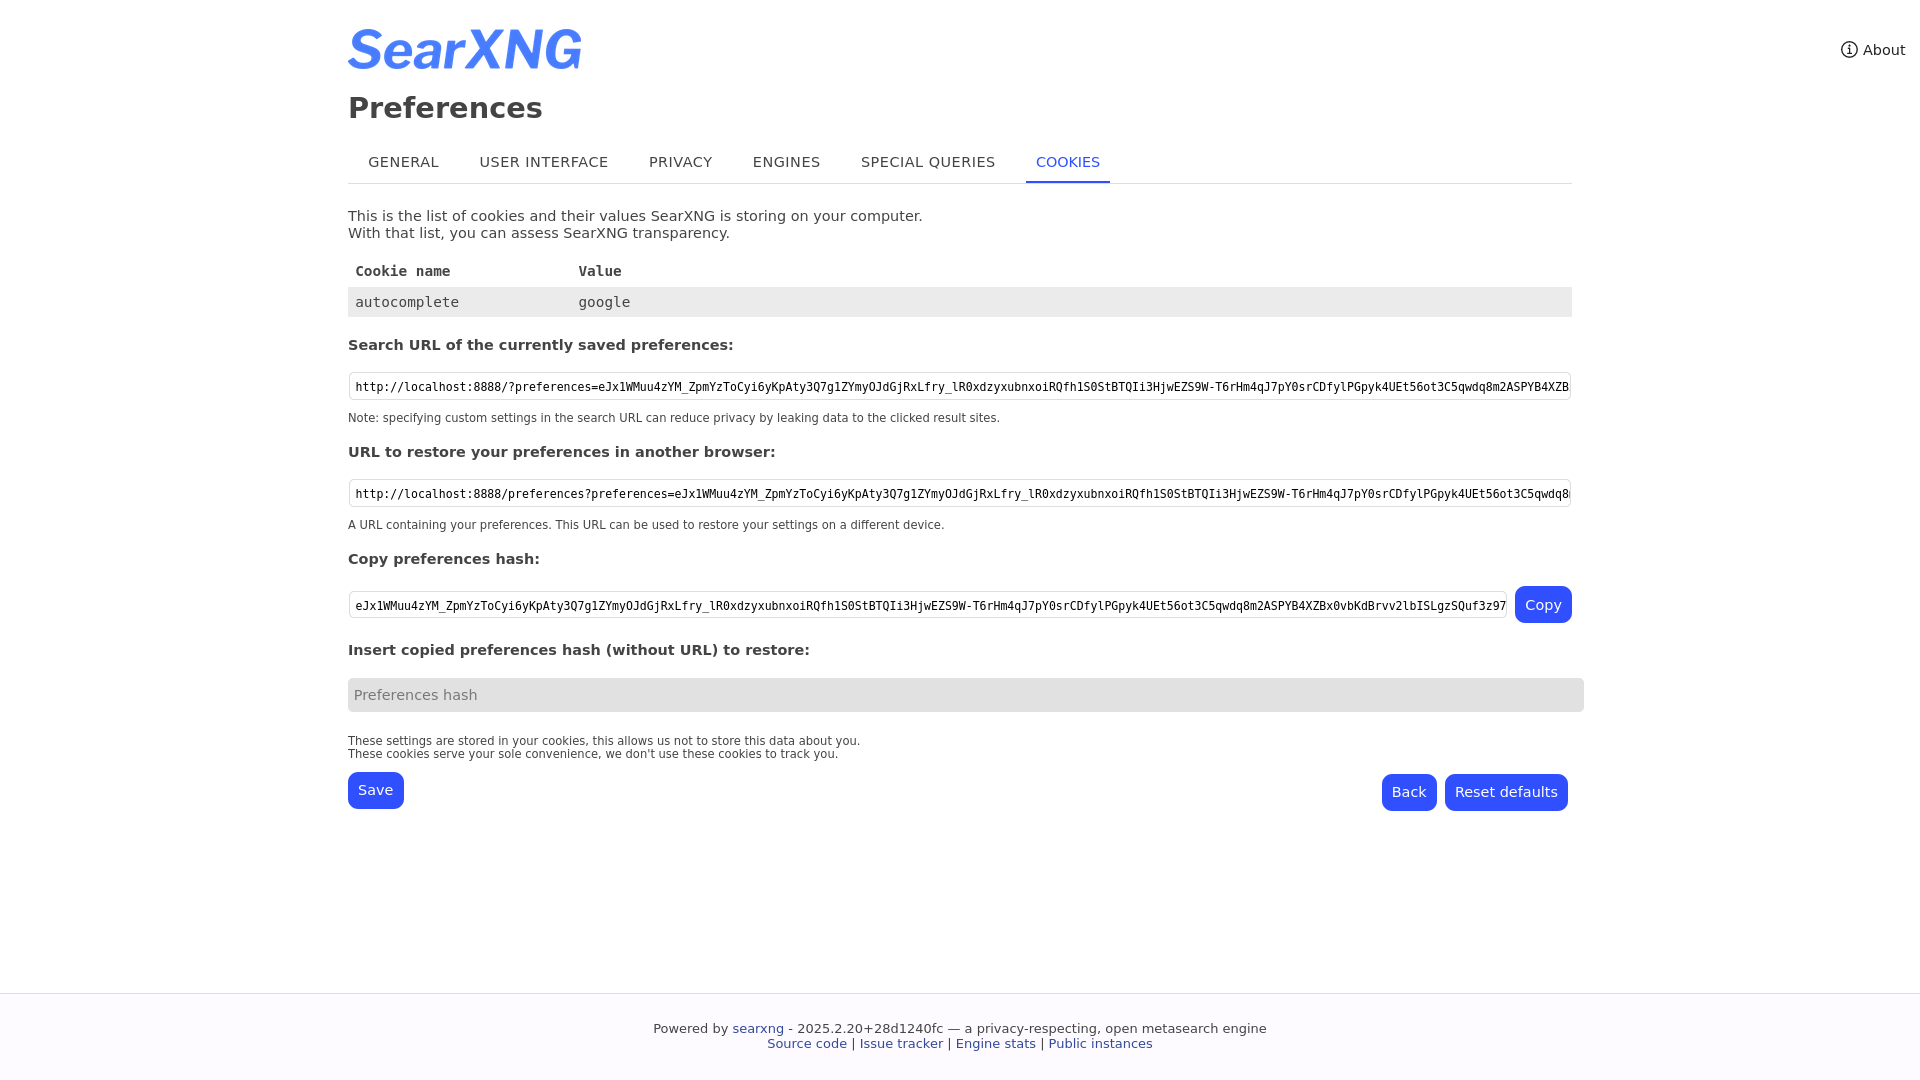 SearXNG
About
Preferences
GENERAL USER INTERFACE PRIVACY ENGINES SPECIAL QUERIES COOKIES
This is the list of cookies and their values SearXNG is storing on your computer.
With that list, you can assess SearXNG transparency.
Cookie name Value
autocomplete google
Search URL of the currently saved preferences:
http://localhost:8888/?preferences=eJx1WMuu4zYM_ZpmYzToCyi6yKpAty3Q7g1ZYmyOJdGjRxLfry_lR0xdzyxubnxoiRQfh1S0StBTQIi3HjwEZS9W-T6rHm4qJ7pY0srCDfylPGpyk4UEt56ot3C5qwdq8m2ASPYB4XZB
Note: specifying custom settings in the search URL can reduce privacy by leaking data to the clicked result sites.
URL to restore your preferences in another browser:
http://localhost:8888/preferences?preferences=eJx1WMuu4zYM_ZpmYzToCyi6yKpAty3Q7g1ZYmyOJdGjRxLfry_lR0xdzyxubnxoiRQfh1S0StBTQIi3HjwEZS9W-T6rHm4qJ7pY0srCDfylPGpyk4UEt56ot3C5qwdq8
A URL containing your preferences. This URL can be used to restore your settings on a different device.
Copy preferences hash:
eJx1WMuu4zYM_ZpmYzToCyi6yKpAty3Q7g1ZYmyOJdGjRxLfry_lR0xdzyxubnxoiRQfh1S0StBTQIi3HjwEZS9W-T6rHm4qJ7pY0srCDfylPGpyk4UEt56ot3C5qwdq8m2ASPYB4XZBx0vbKdBrvv2lbISLgzSQuf3z97
Copy
Insert copied preferences hash (without URL) to restore:
Preferences hash
These settings are stored in your cookies, this allows us not to store this data about you.
These cookies serve your sole convenience, we don't use these cookies to track you.
Save
Back
Reset defaults
Powered by searxng - 2025.2.20+28d1240fc — a privacy-respecting, open metasearch engine
Source code | Issue tracker | Engine stats | Public instances